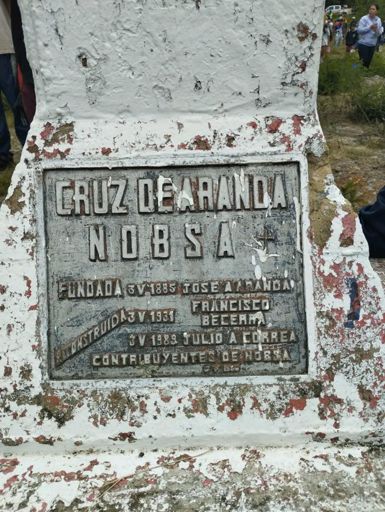 CRUZ DE ARANDA
NOBSA
FUNDADA 3 V 1885 JOSE A ARANDA
RECONSTRUIDA 3 V 1931 FRANCISCO
BECERRA
3 V 1989 JULIO A CORREA
CONTRIBUYENTES DE NOBSA